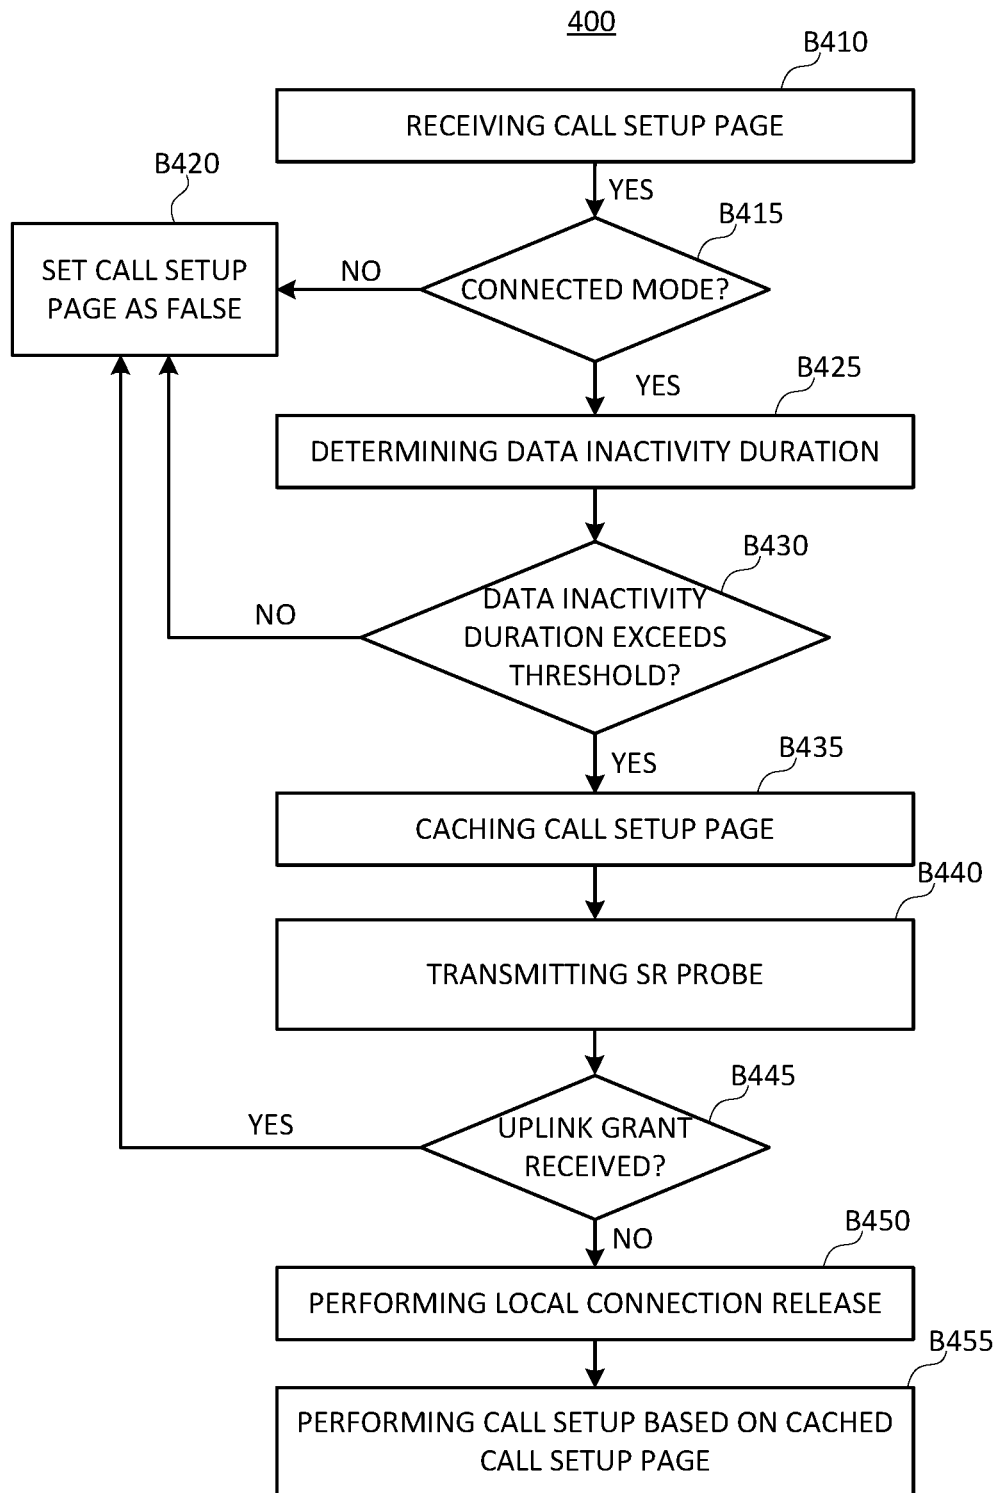 400
B410
RECEIVING CALL SETUP PAGE
B420
YES
B415
SET CALL SETUP
PAGE AS FALSE
NO
CONNECTED MODE?
YES
B425
DETERMINING DATA INACTIVITY DURATION
B430
DATA INACTIVITY
DURATION EXCEEDS
THRESHOLD?
NO
YES
B435
CACHING CALL SETUP PAGE
B440
TRANSMITTING SR PROBE
B445
YES
UPLINK GRANT
RECEIVED?
NO
B450
PERFORMING LOCAL CONNECTION RELEASE
B455
PERFORMING CALL SETUP BASED ON CACHED
CALL SETUP PAGE